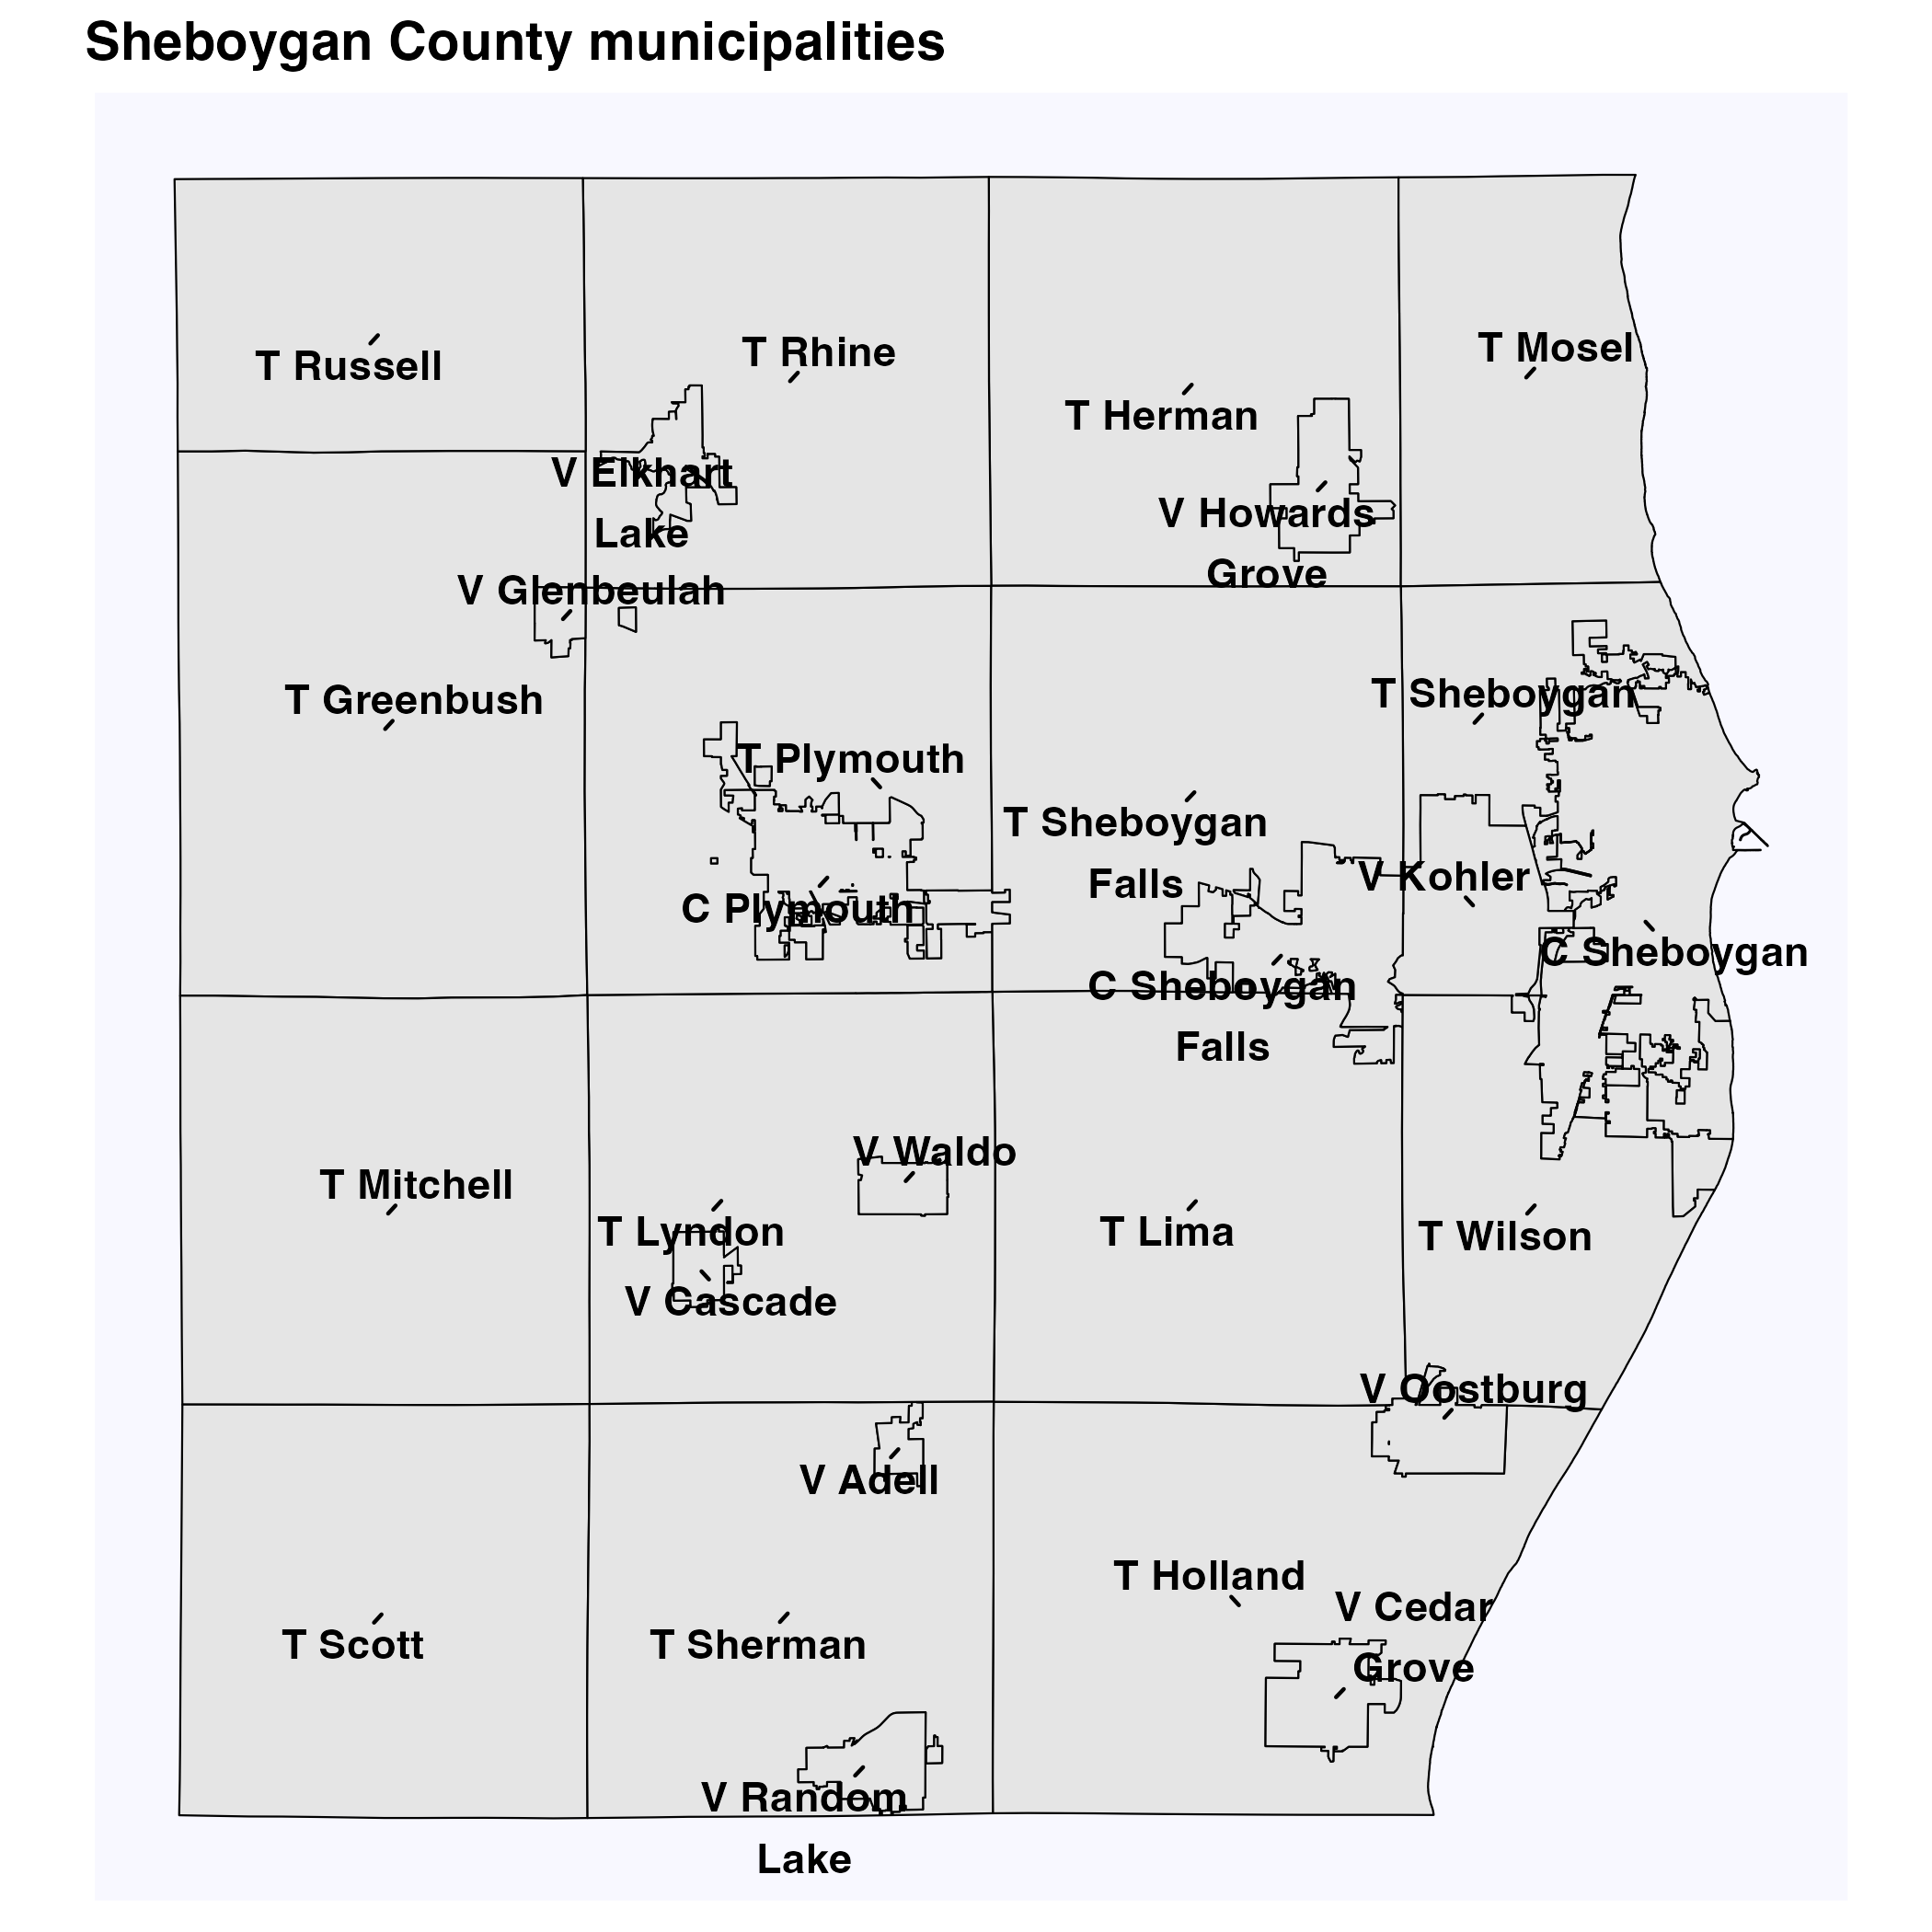 Sheboygan County municipalities
T Mosel
T Rhine
T Russell
T Herman
V Elkhart
Lake
V Howards
Grove
V Glenbeulah
T Sheboygan
T Greenbush
T Plymouth
T Sheboygan
Falls
V Kohler
C Plymouth
C Sheboygan
C Sheboygan
Falls
V Waldo
T Mitchell
T Lyndon
T Lima
T Wilson
V Cascade
V Oostburg
V Adell
T Holland
V Cedar
Grove
T Scott
T Sherman
V Random
Lake